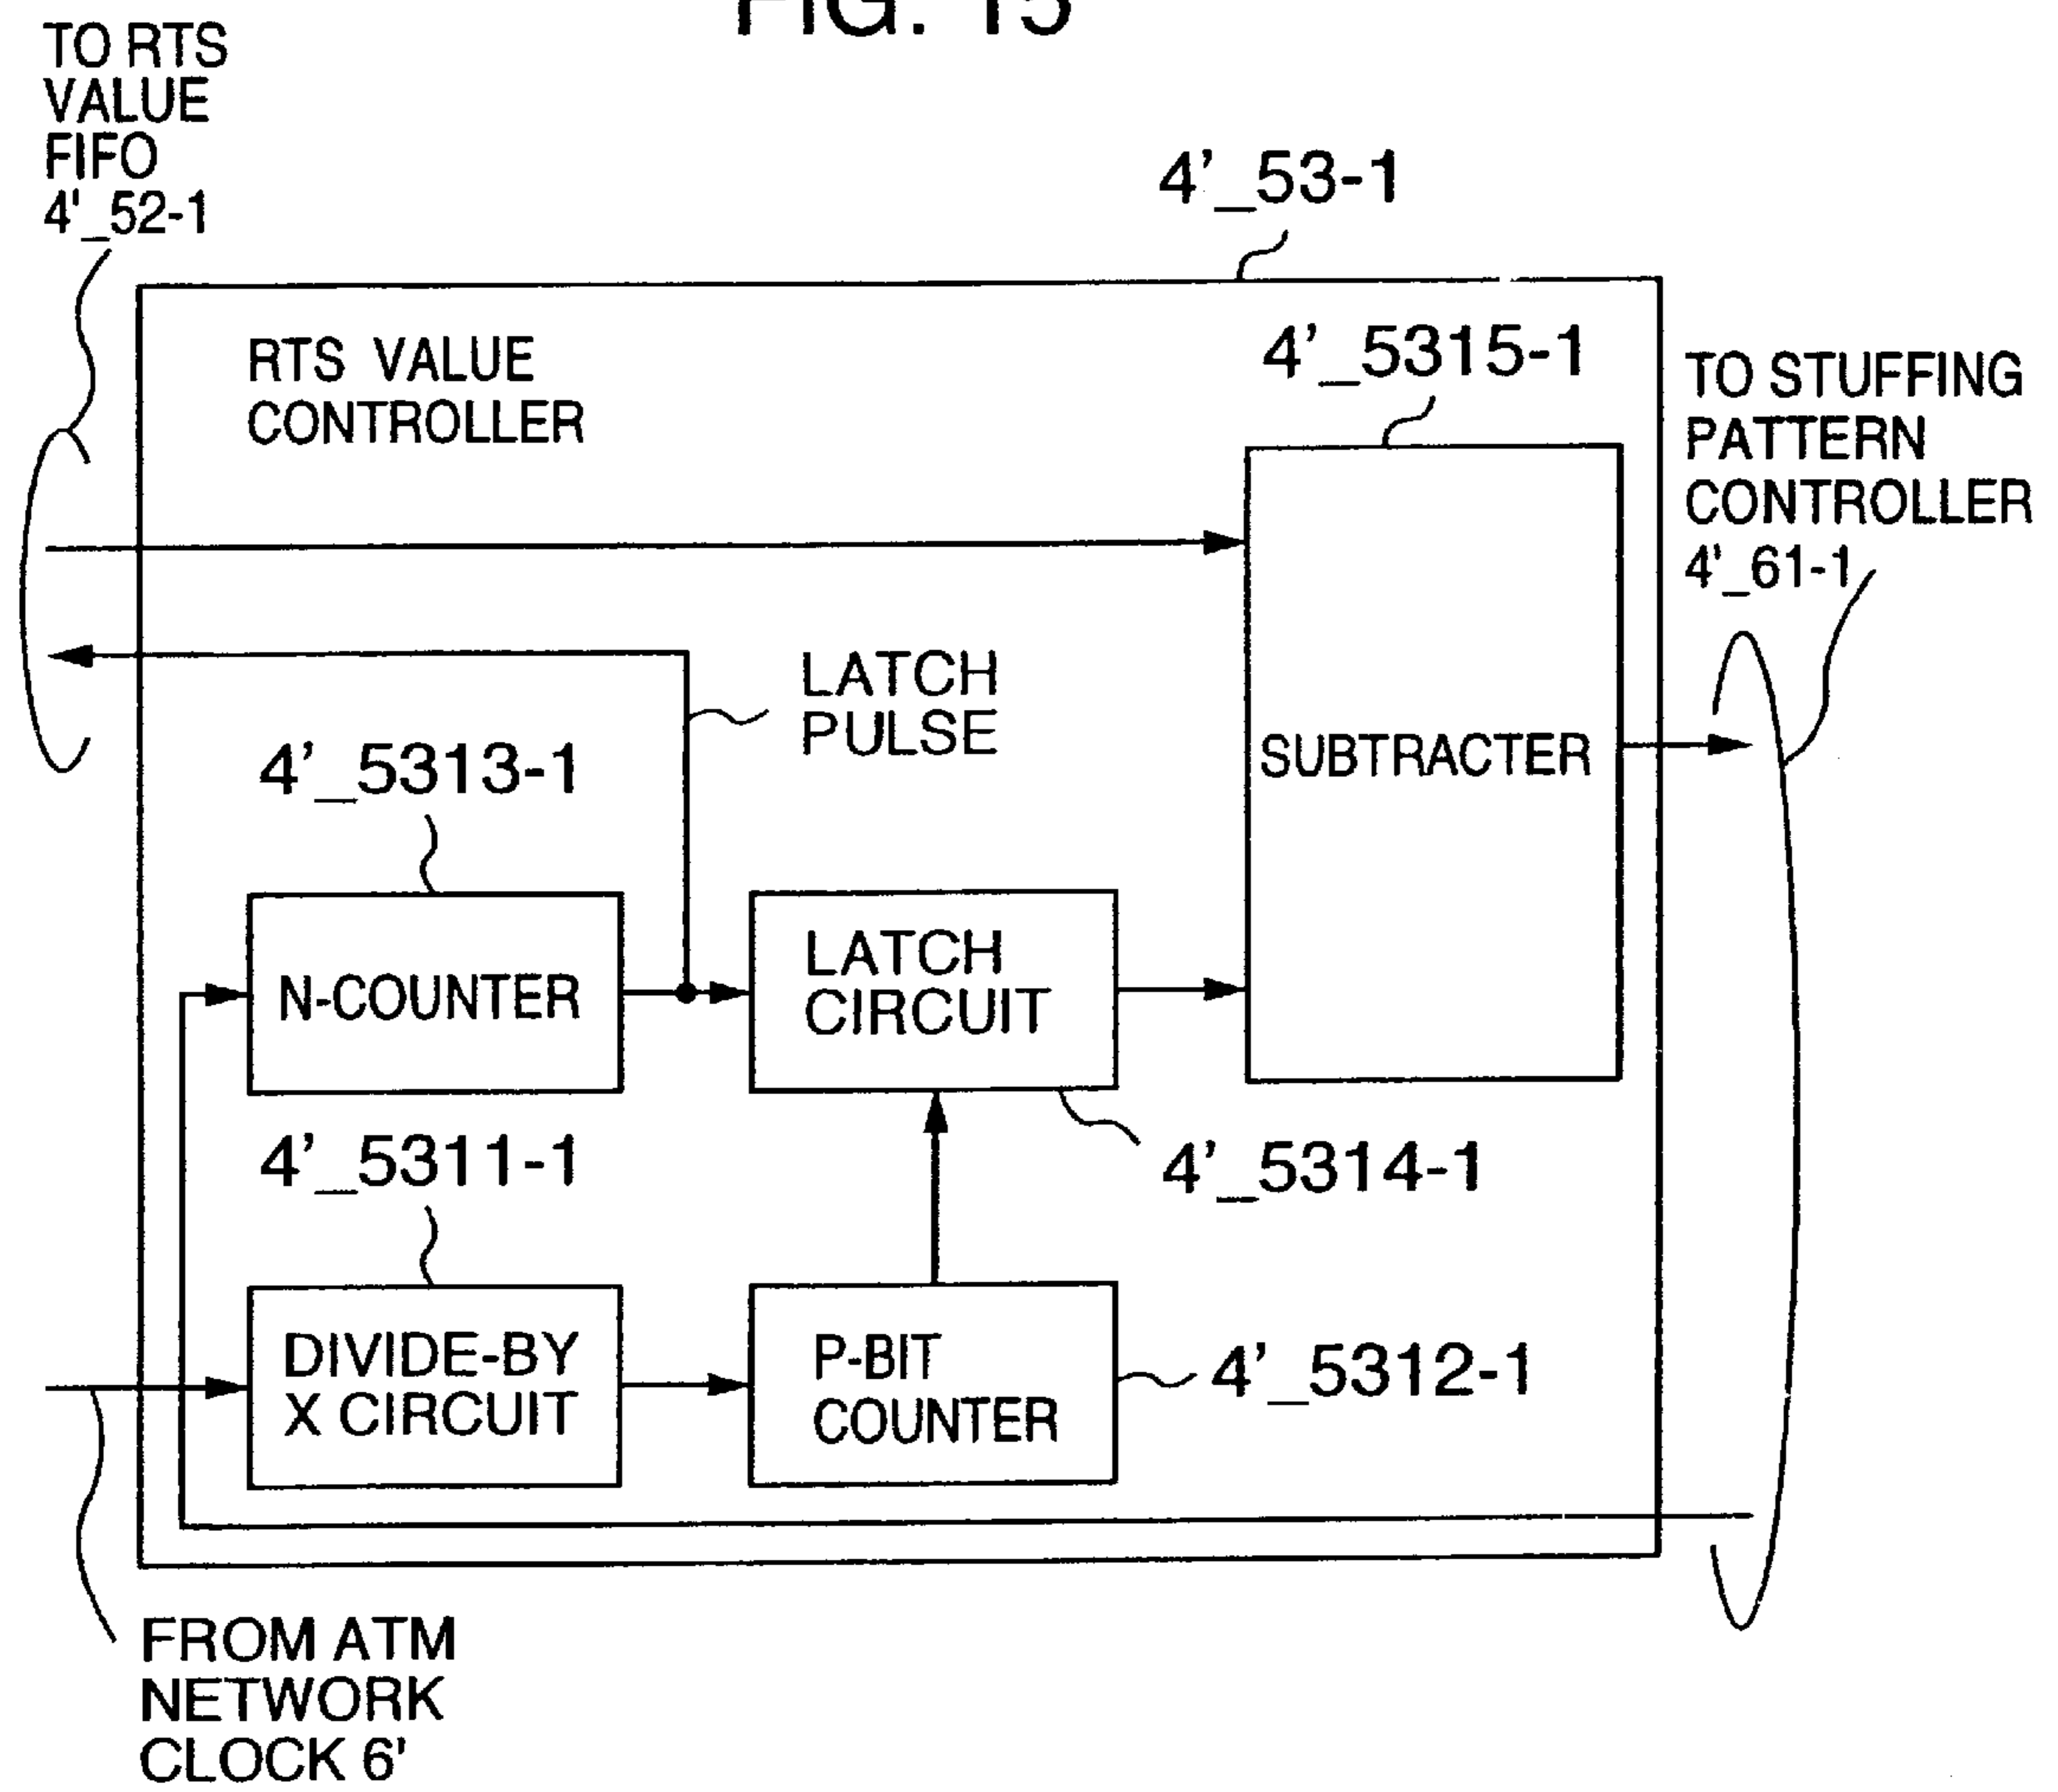 FIG. 15
TO RTS
VALUE
FIFO
4'_52-1
4'_53-1
RTS VALUE
CONTROLLER
4'_5315-1
TO STUFFING
PATTERN
CONTROLLER
4'_61-1
LATCH
PULSE
SUBTRACTER
4'_5313-1
N-COUNTER
LATCH
CIRCUIT
4'_5311-1
4'_5314-1
DIVIDE-BY
X CIRCUIT
P-BIT
COUNTER
4'_5312-1
FROM ATM
NETWORK
CLOCK 6'